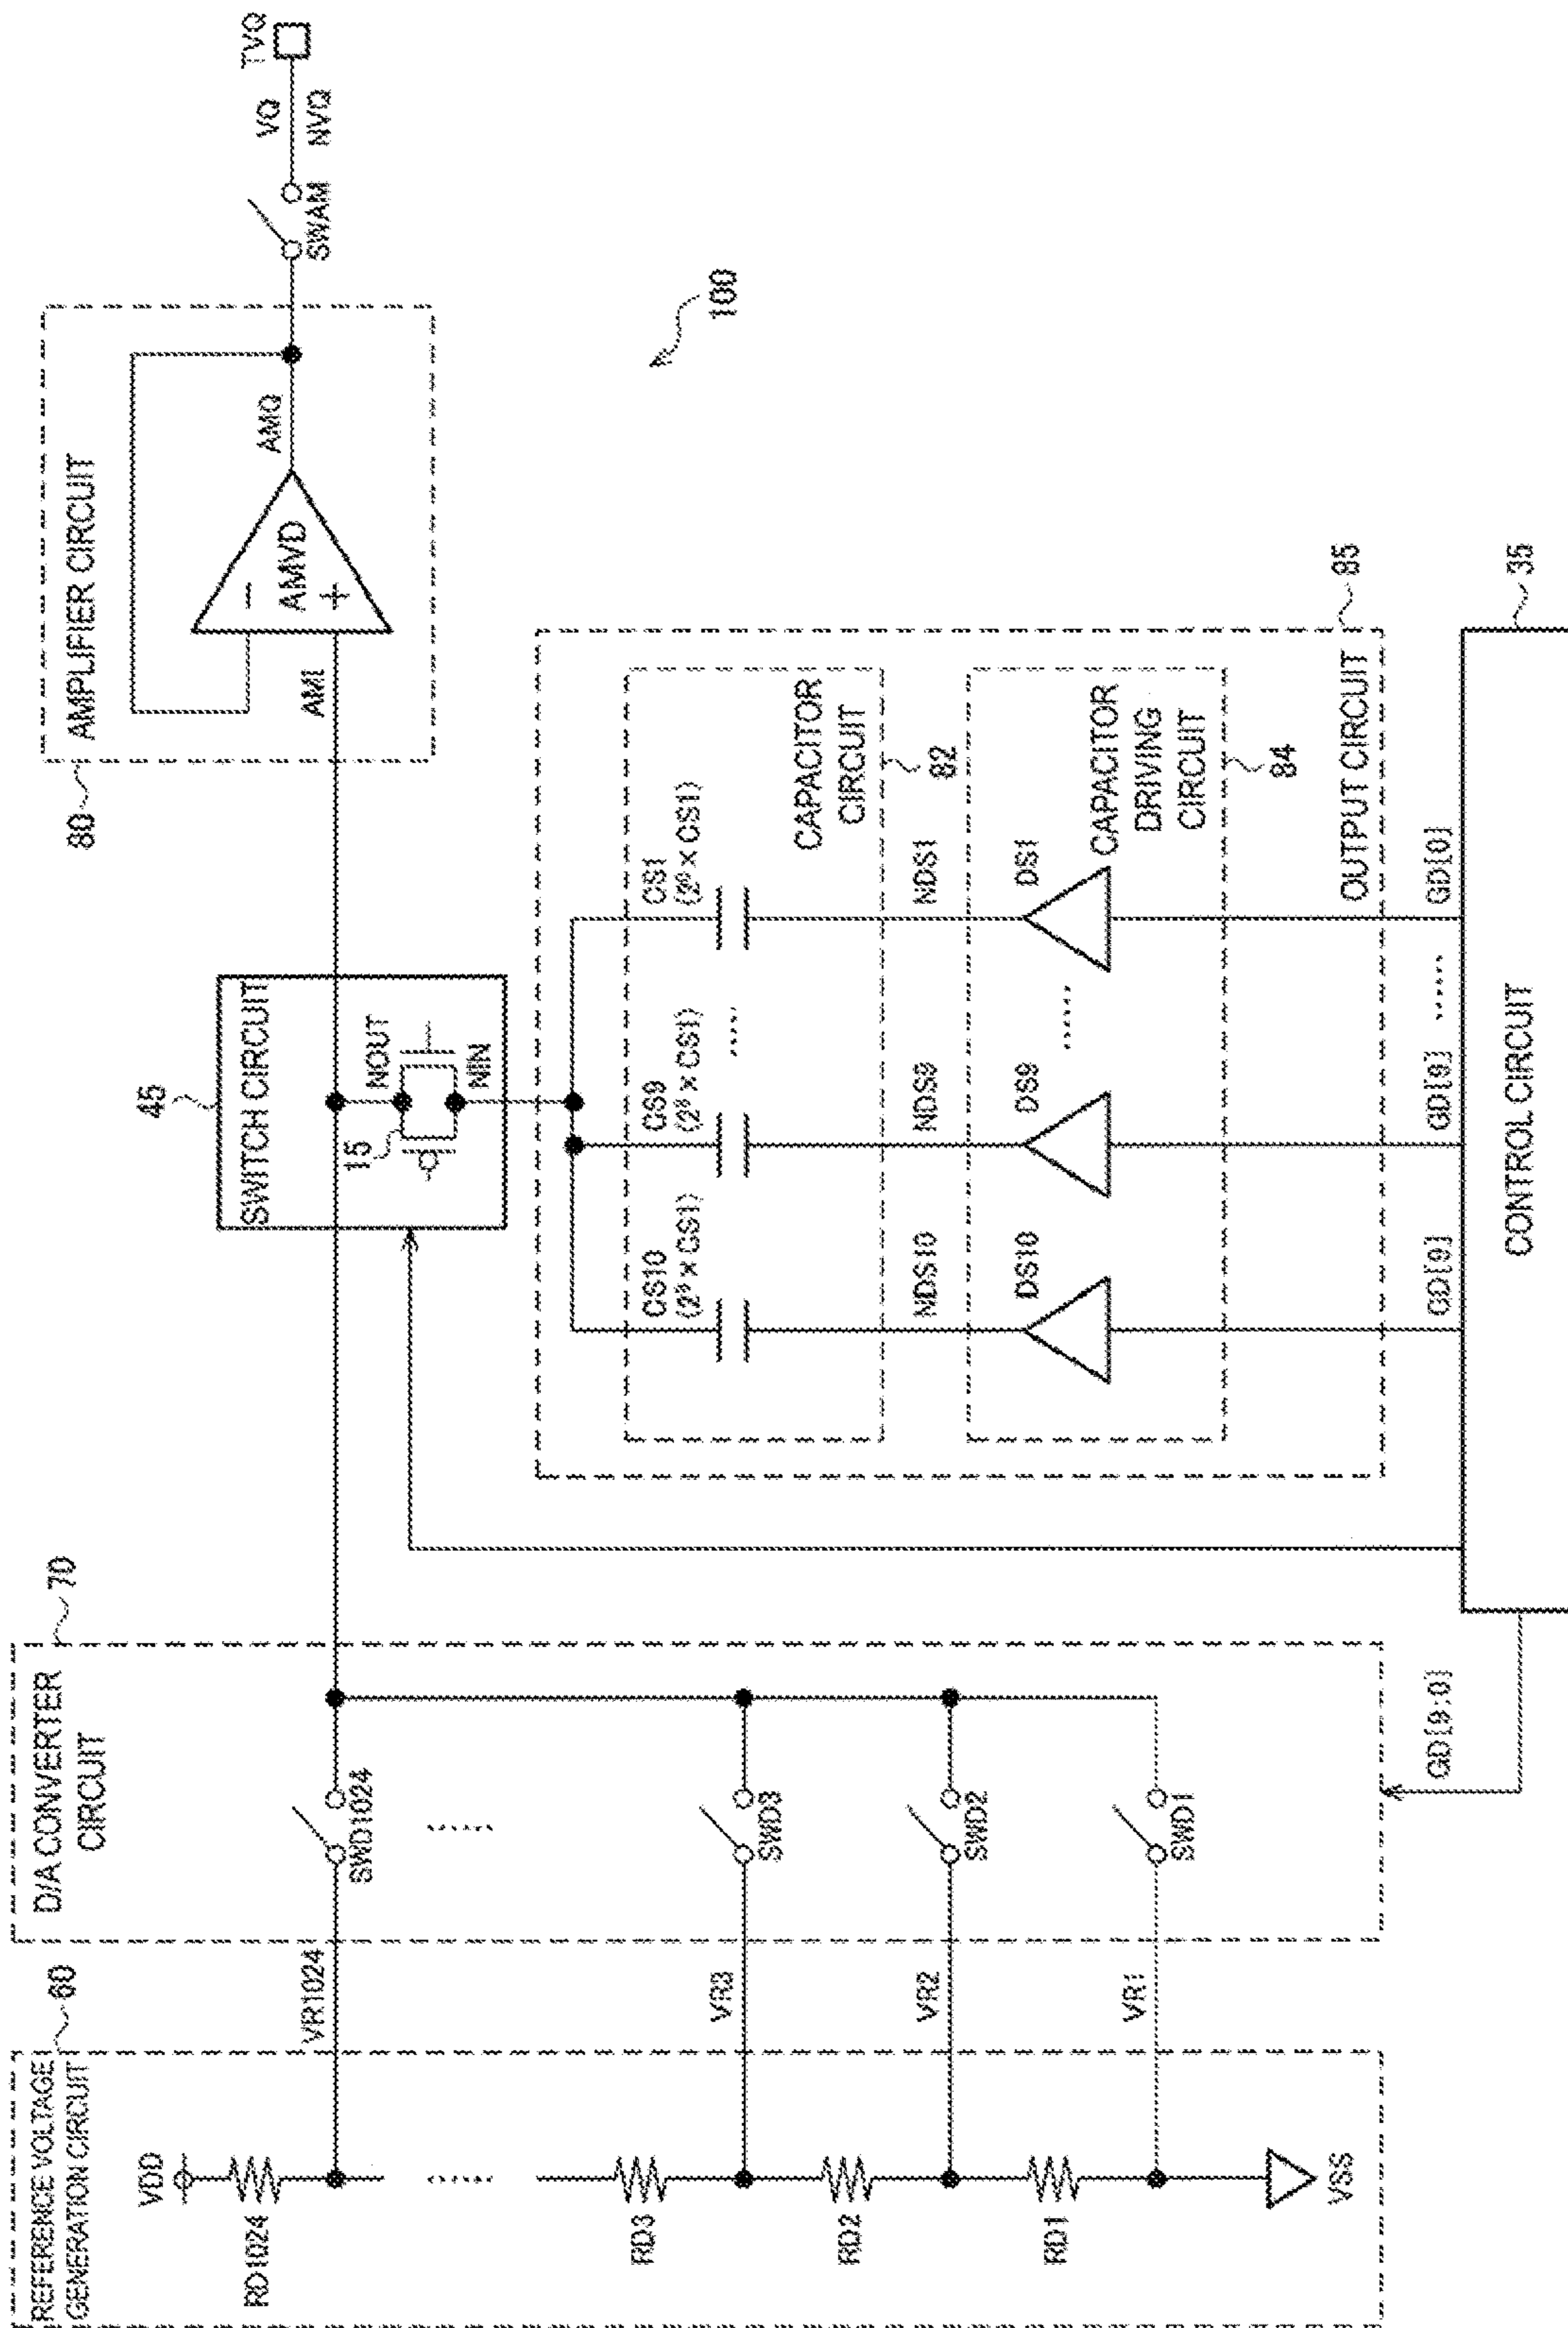 REFERENCE VOLTAGE
GENERATION CIRCUIT
60
VDD
RD1024
RD3
RD2
RD1
VSS
VR1024
VR3
VR2
VR1
D/A CONVERTER
CIRCUIT
70
SWD1024
SWD3
SWD2
SWD1
GD[9:0]
45
SWITCH CIRCUIT
15
NOUT
NIN
80
AMPLIFIER CIRCUIT
AMI
AMVD
AMQ
SWAM
VQ
NVQ
TVQ
100
CS10
(2⁹×CS1)
CS9
(2⁸×CS1)
CS1
(2⁰×CS1)
CAPACITOR
CIRCUIT
82
NDS10
NDS9
NDS1
DS10
DS9
DS1
CAPACITOR
DRIVING
CIRCUIT
84
OUTPUT CIRCUIT
85
GD[9]
GD[8]
GD[0]
CONTROL CIRCUIT
35